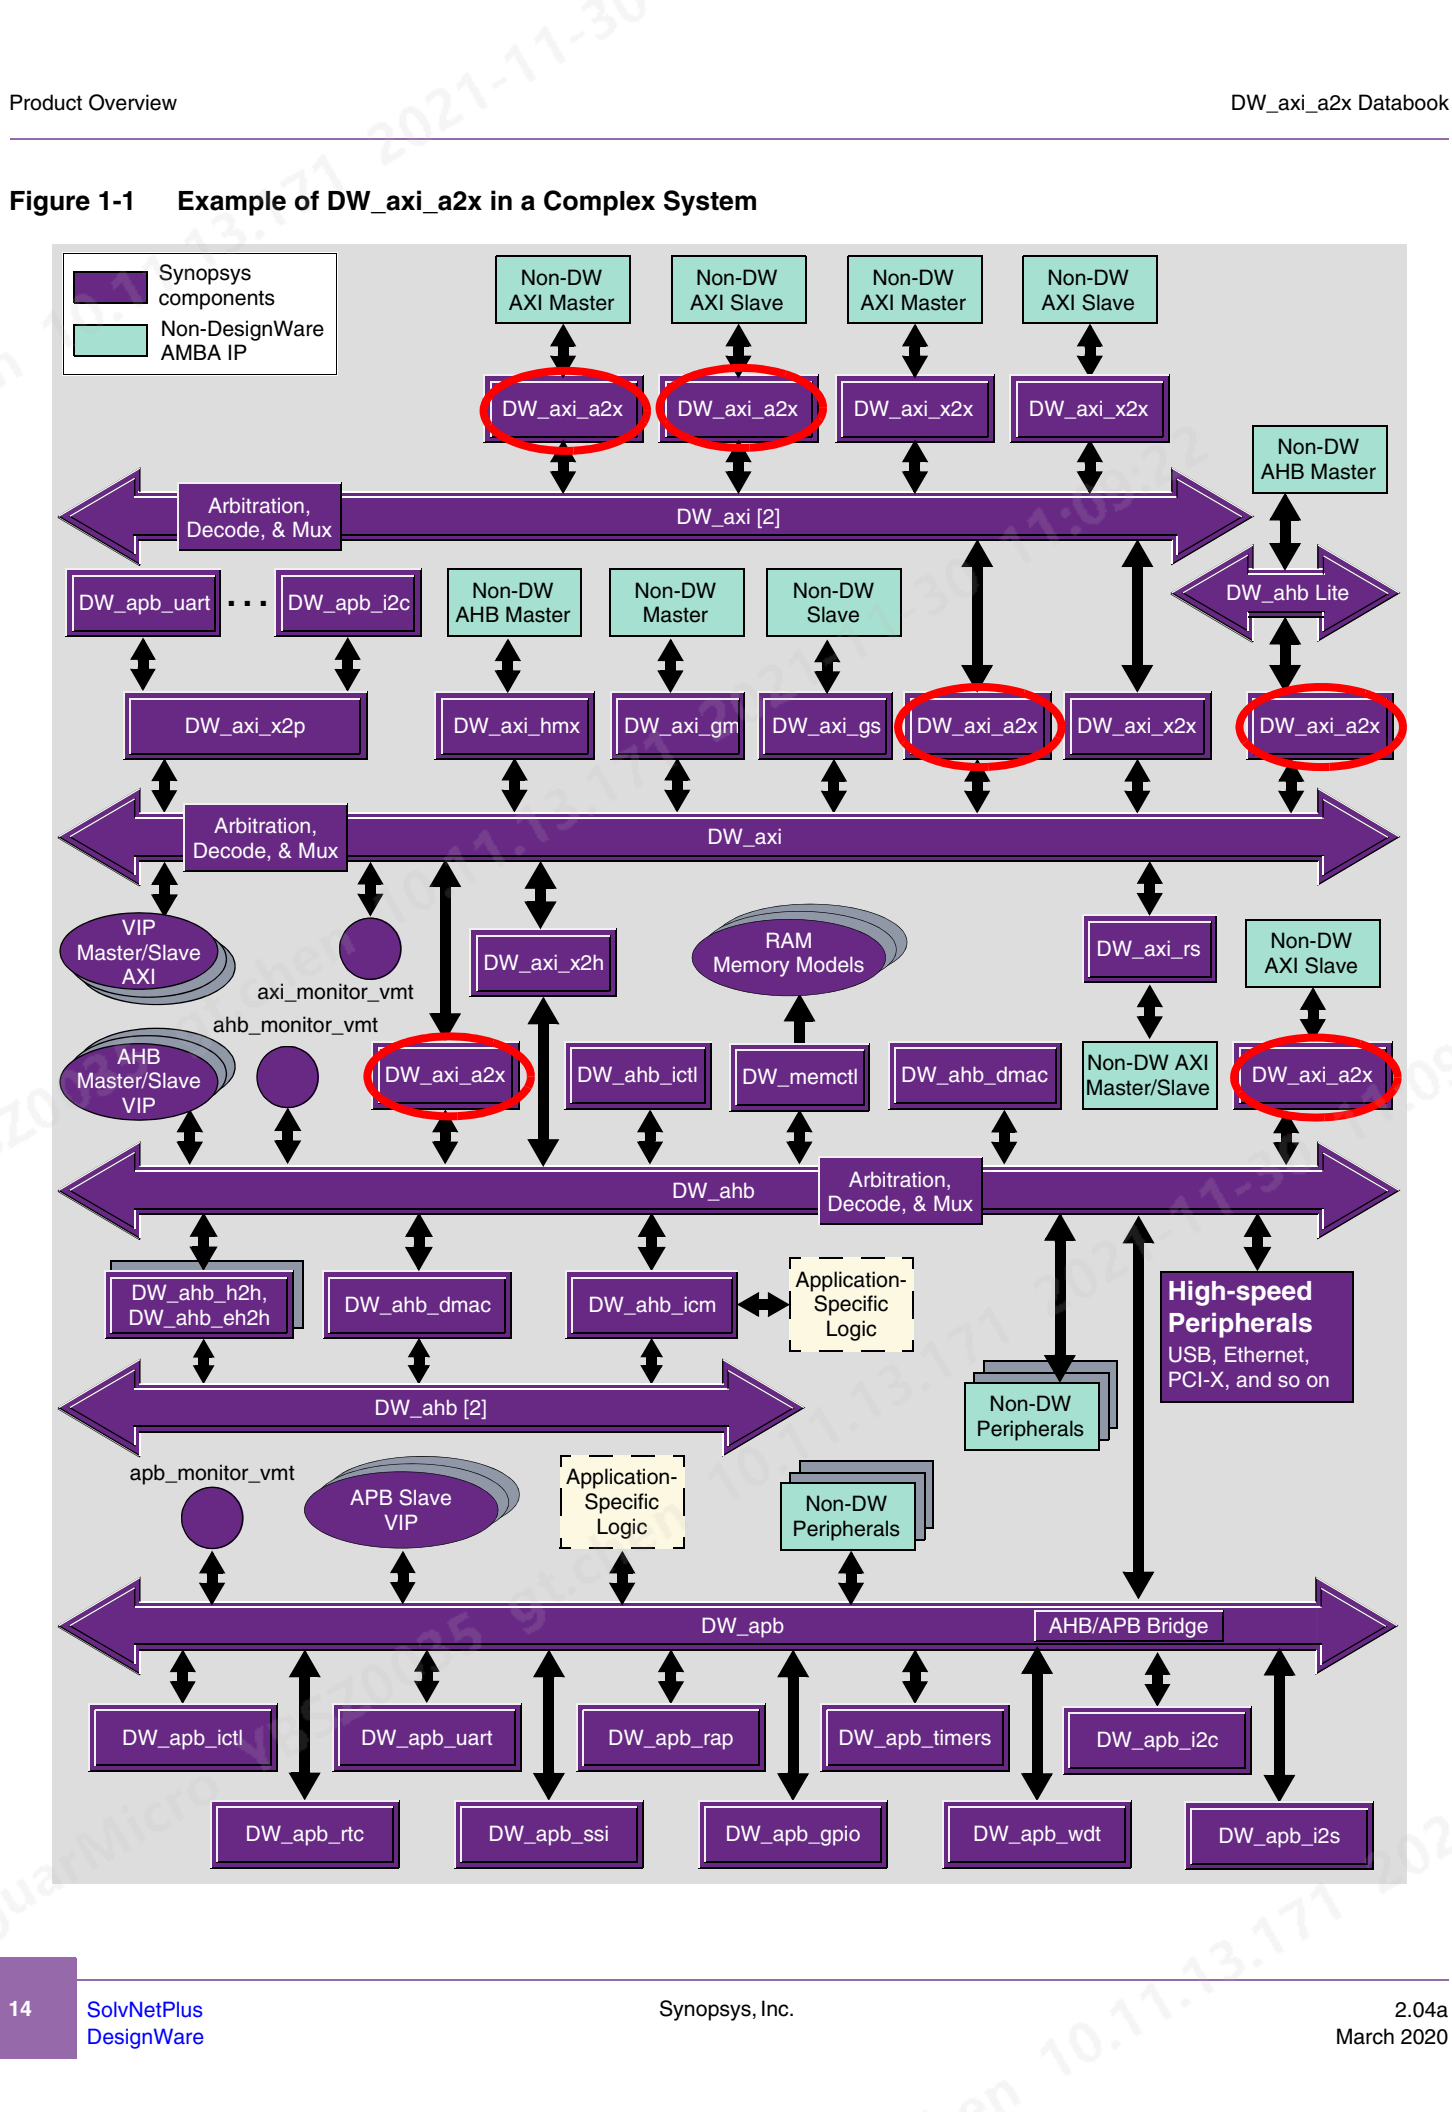 Product Overview
DW_axi_a2x Databook
Figure 1-1 Example of DW_axi_a2x in a Complex System
Synopsys
components
Non-DesignWare
AMBA IP
Non-DW
AXI Master
Non-DW
AXI Slave
Non-DW
AXI Master
Non-DW
AXI Slave
DW_axi_a2x
DW_axi_a2x
DW_axi_x2x
DW_axi_x2x
Non-DW
AHB Master
Arbitration,
Decode, & Mux
DW_axi [2]
DW_ahb Lite
DW_apb_uart
. . .
DW_apb_i2c
Non-DW
AHB Master
Non-DW
Master
Non-DW
Slave
DW_axi_x2p
DW_axi_hmx
DW_axi_gm
DW_axi_gs
DW_axi_a2x
DW_axi_x2x
DW_axi_a2x
Arbitration,
Decode, & Mux
DW_axi
VIP
Master/Slave
AXI
axi_monitor_vmt
DW_axi_x2h
RAM
Memory Models
DW_axi_rs
Non-DW
AXI Slave
ahb_monitor_vmt
AHB
Master/Slave
VIP
DW_axi_a2x
DW_ahb_ictl
DW_memctl
DW_ahb_dmac
Non-DW AXI
Master/Slave
DW_axi_a2x
DW_ahb
Arbitration,
Decode, & Mux
DW_ahb_h2h,
DW_ahb_eh2h
DW_ahb_dmac
DW_ahb_icm
Application-
Specific
Logic
High-speed
Peripherals
USB, Ethernet,
PCI-X, and so on
DW_ahb [2]
Non-DW
Peripherals
apb_monitor_vmt
APB Slave
VIP
Application-
Specific
Logic
Non-DW
Peripherals
DW_apb
AHB/APB Bridge
DW_apb_ictl
DW_apb_uart
DW_apb_rap
DW_apb_timers
DW_apb_i2c
DW_apb_rtc
DW_apb_ssi
DW_apb_gpio
DW_apb_wdt
DW_apb_i2s
14
SolvNetPlus
DesignWare
Synopsys, Inc.
2.04a
March 2020